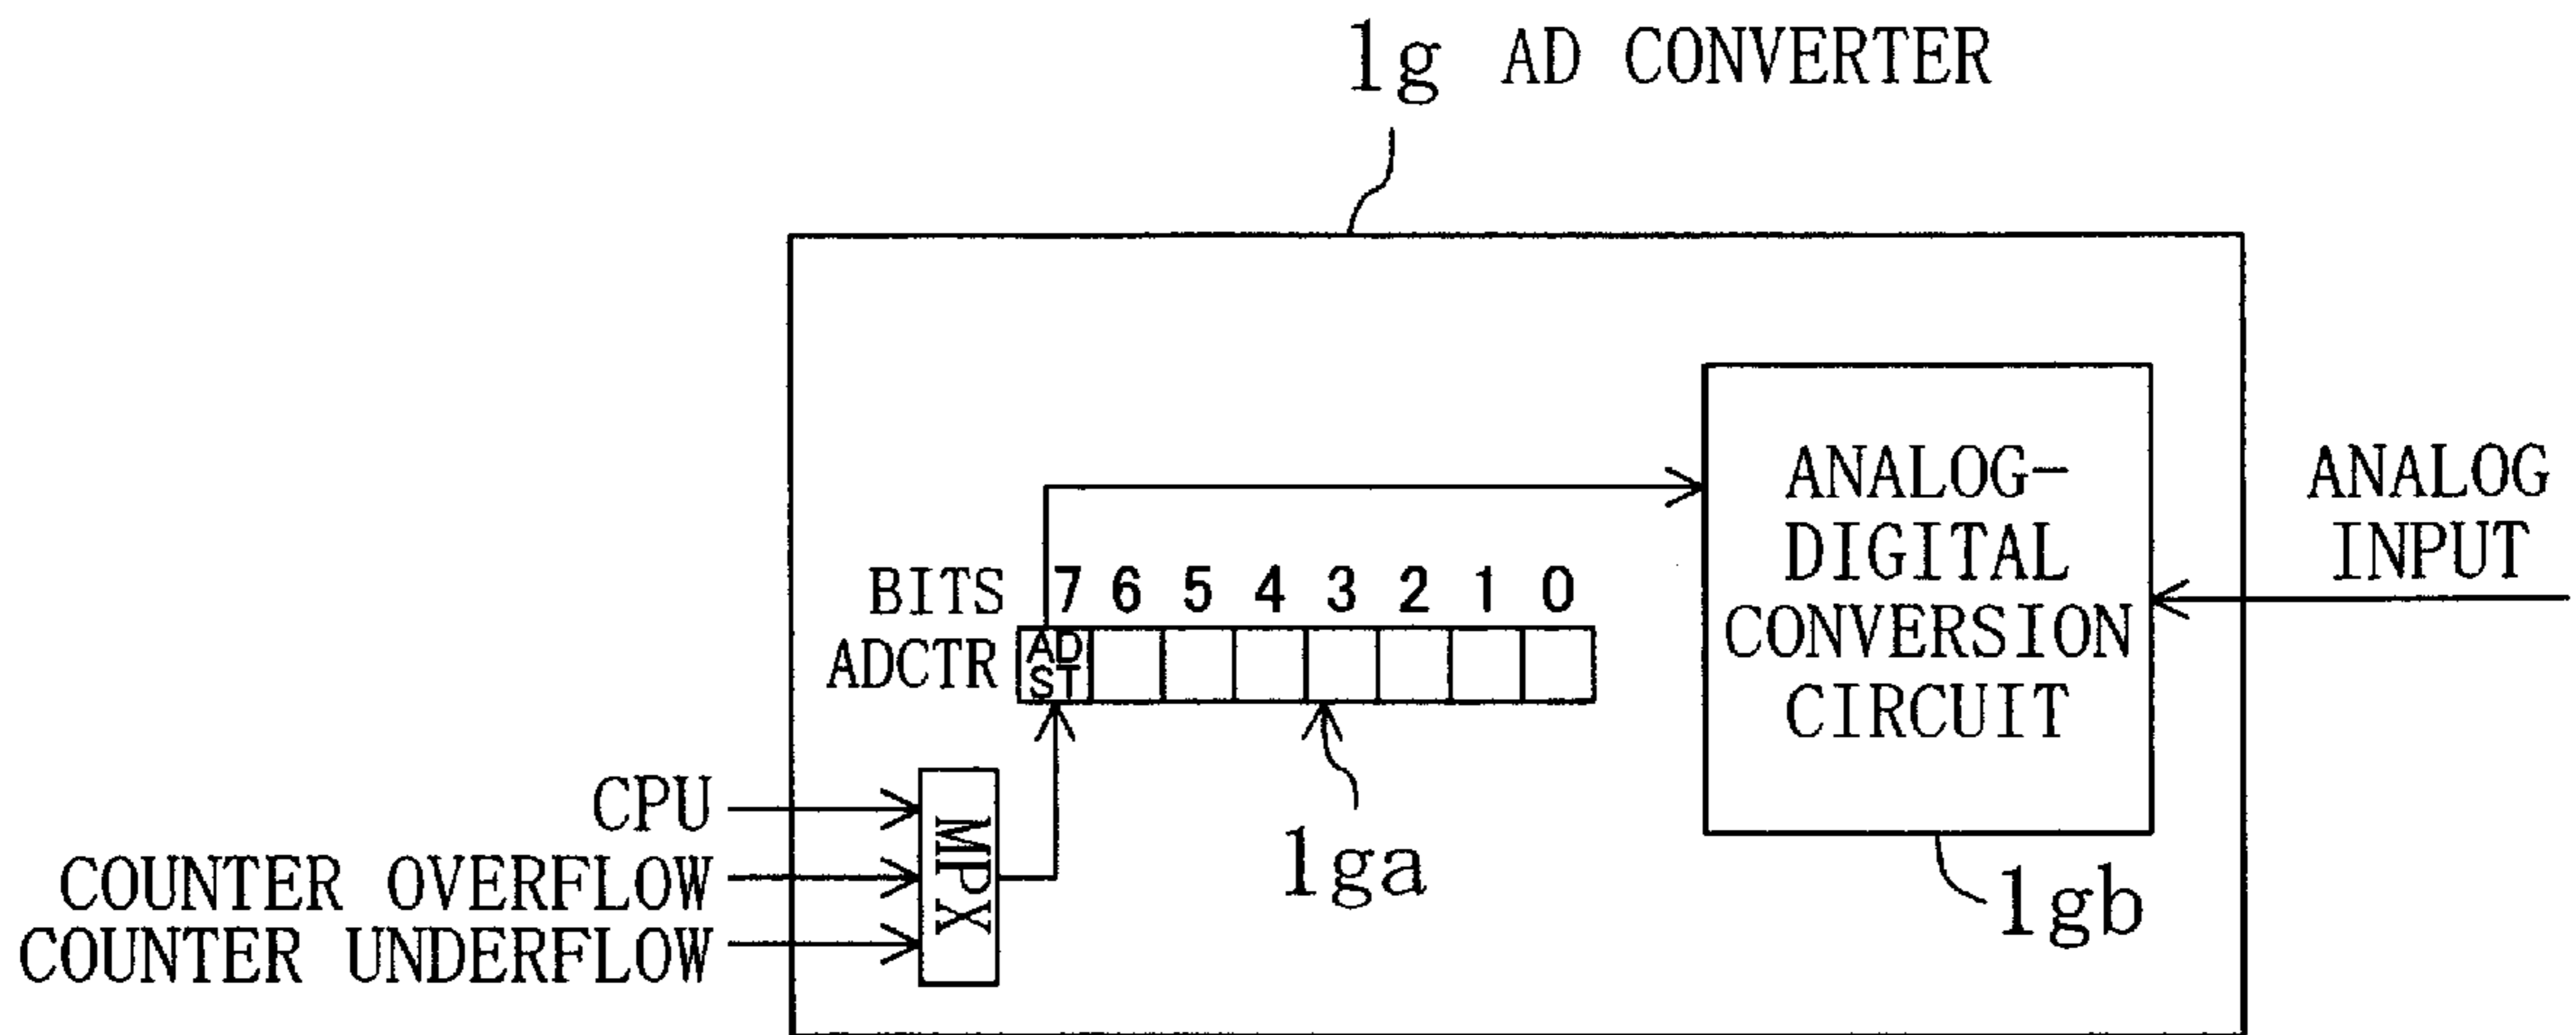 1g AD CONVERTER
ANALOG-
DIGITAL
CONVERSION
CIRCUIT
ANALOG
INPUT
BITS 7 6 5 4 3 2 1 0
ADCTR AD
ST
CPU
COUNTER OVERFLOW
COUNTER UNDERFLOW
MPX
1ga
1gb